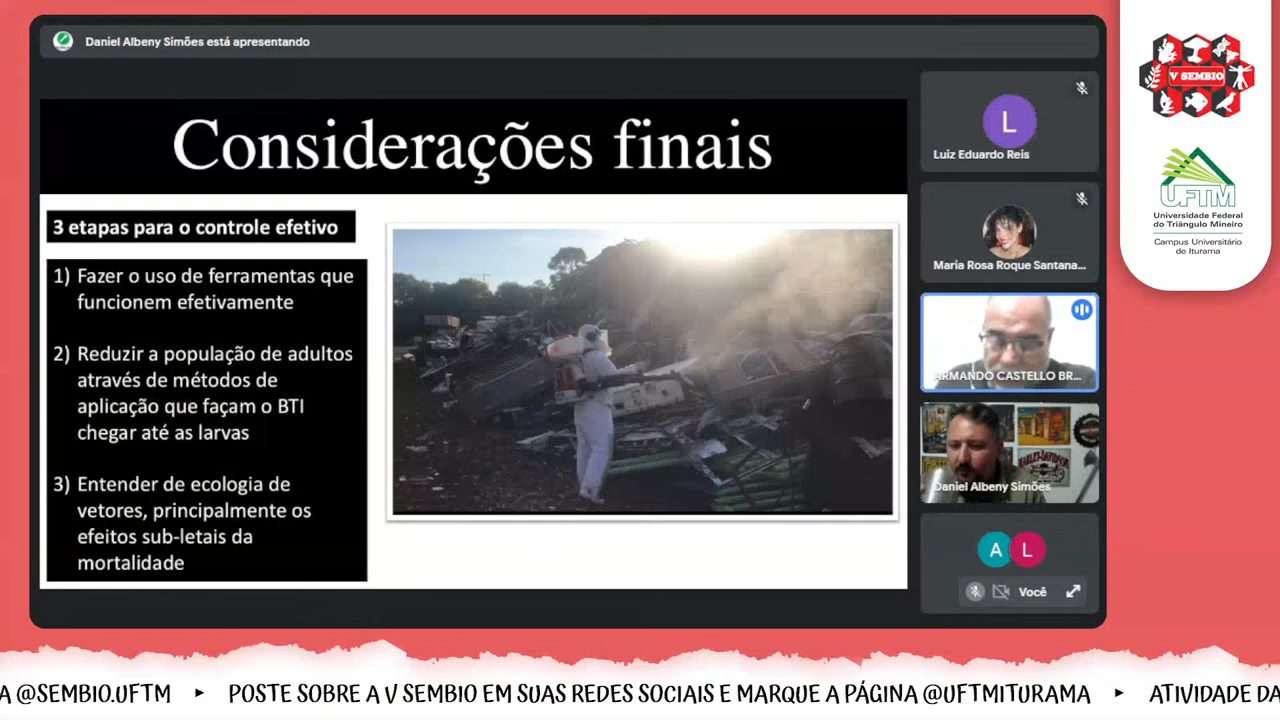 Daniel Albeny Simões está apresentando
Considerações finais
3 etapas para o controle efetivo
1) Fazer o uso de ferramentas que
funcionem efetivamente
2) Reduzir a população de adultos
através de métodos de
aplicação que façam o BTI
chegar até as larvas
3) Entender de ecologia de
vetores, principalmente os
efeitos sub-letais da
mortalidade
L
Luiz Eduardo Reis
Maria Rosa Roque Santana...
ARMANDO CASTELLO BR...
HARLEY-DAVIDSON
Daniel Albeny Simões
A L
Você
V SEMBIO
UFTM
Universidade Federal
do Triângulo Mineiro
Campus Universitário
de Iturama
A @SEMBIO.UFTM ▸ POSTE SOBRE A V SEMBIO EM SUAS REDES SOCIAIS E MARQUE A PÁGINA @UFTMITURAMA ▸ ATIVIDADE DA